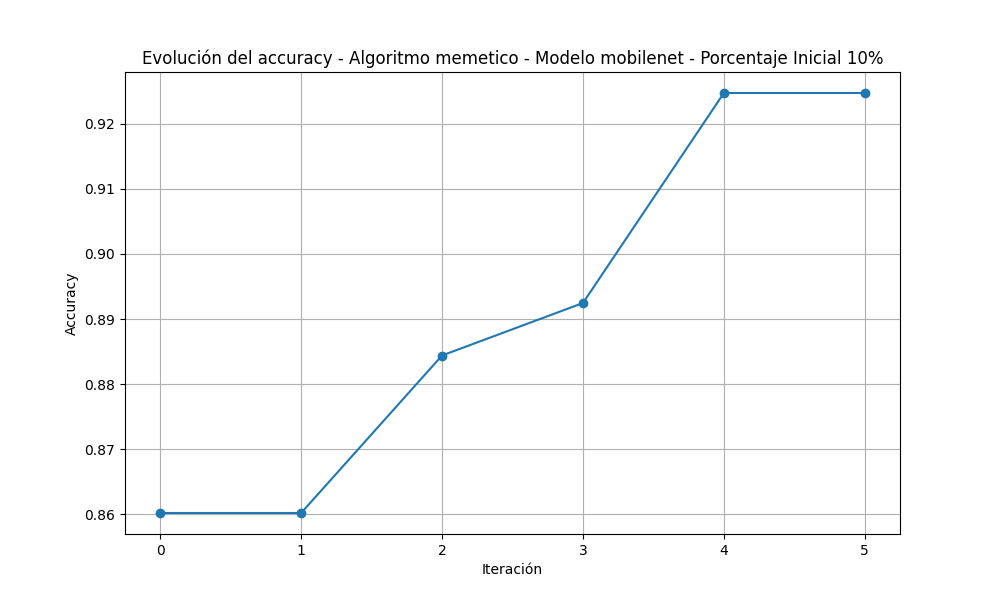 Evolución del accuracy - Algoritmo memetico - Modelo mobilenet - Porcentaje Inicial 10%
0.92
0.91
0.90
0.89
0.88
0.87
0.86
Accuracy
0 1 2 3 4 5
Iteración